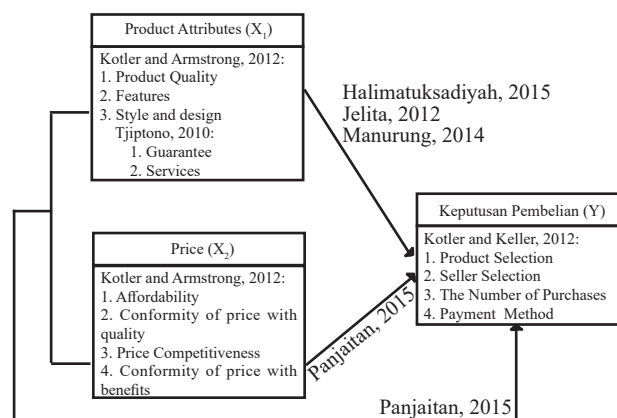 Product Attributes (X₁)
Kotler and Armstrong, 2012:
1. Product Quality
2. Features
3. Style and design
Tjiptono, 2010:
1. Guarantee
2. Services
Halimatuksadiyah, 2015
Jelita, 2012
Manurung, 2014
Price (X₂)
Kotler and Armstrong, 2012:
1. Affordability
2. Conformity of price with
quality
3. Price Competitiveness
4. Conformity of price with
benefits
Panjaitan, 2015
Keputusan Pembelian (Y)
Kotler and Keller, 2012:
1. Product Selection
2. Seller Selection
3. The Number of Purchases
4. Payment Method
Panjaitan, 2015